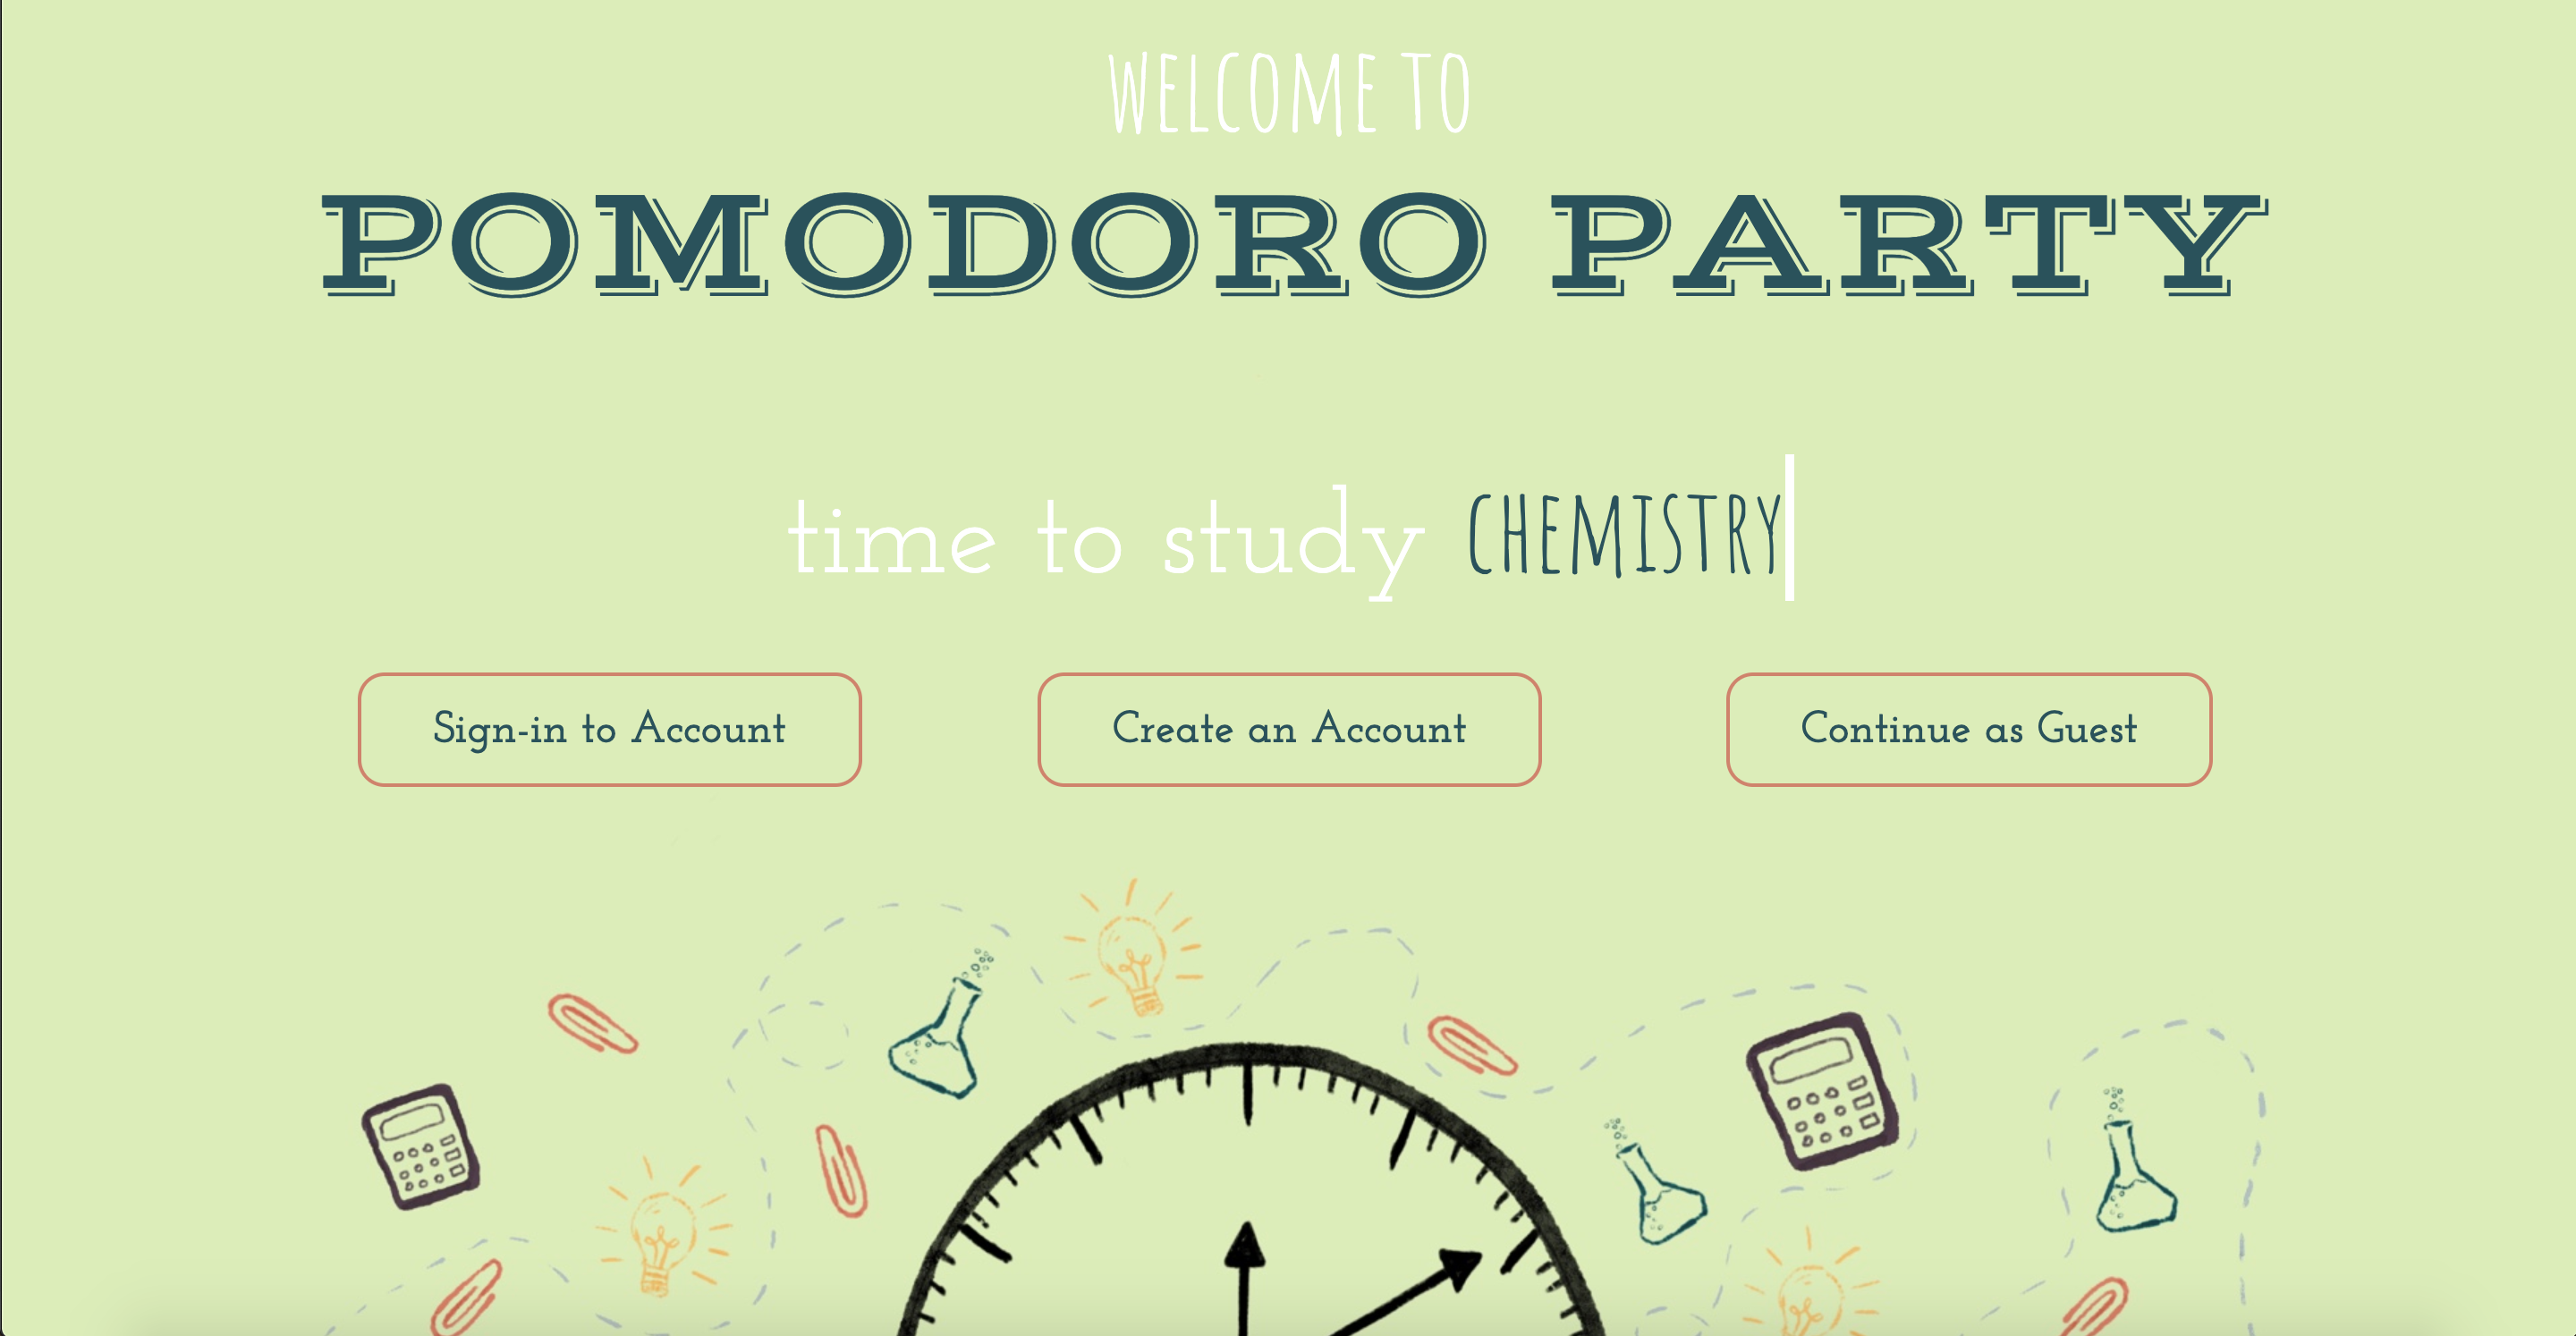 WELCOME TO
POMODORO PARTY
time to study CHEMISTRY
Sign-in to Account
Create an Account
Continue as Guest